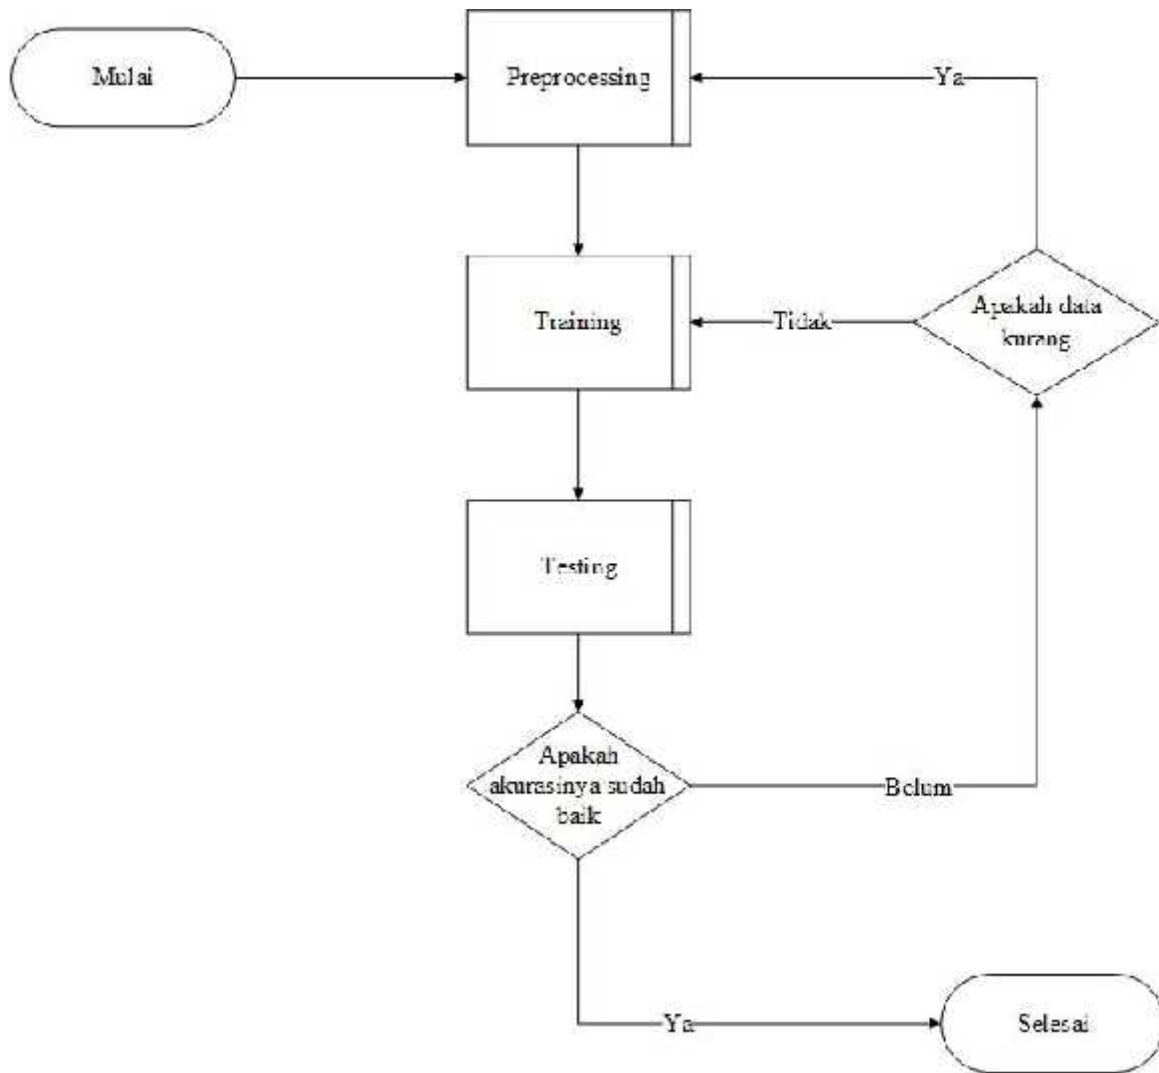 Mulai
Preprocessing
Ya
Training
Tidak
Apakah data
kurang
Testing
Apakah
akurasinya sudah
baik
Belum
Ya
Selesai